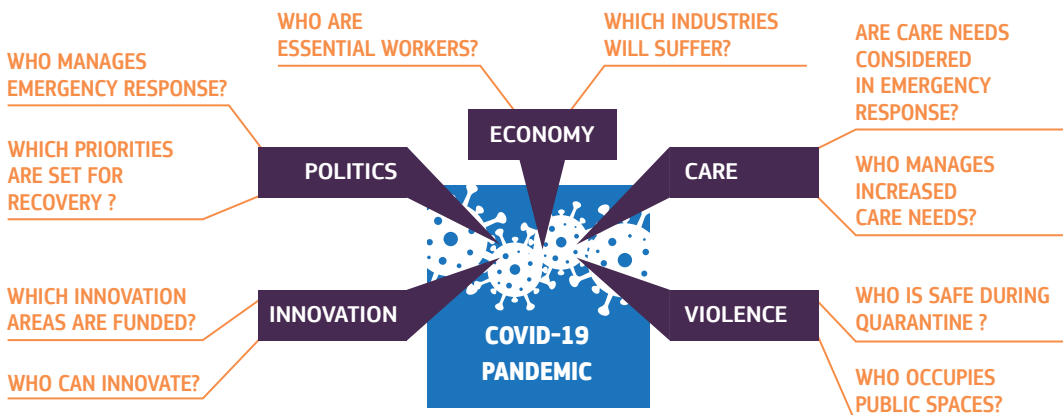 WHO ARE
ESSENTIAL WORKERS?
WHICH INDUSTRIES
WILL SUFFER?
ECONOMY
WHO MANAGES
EMERGENCY RESPONSE?
WHICH PRIORITIES
ARE SET FOR
RECOVERY ?
POLITICS
ARE CARE NEEDS
CONSIDERED
IN EMERGENCY
RESPONSE?
WHO MANAGES
INCREASED
CARE NEEDS?
CARE
WHICH INNOVATION
AREAS ARE FUNDED?
WHO CAN INNOVATE?
INNOVATION
VIOLENCE
WHO IS SAFE DURING
QUARANTINE ?
WHO OCCUPIES
PUBLIC SPACES?
COVID-19
PANDEMIC